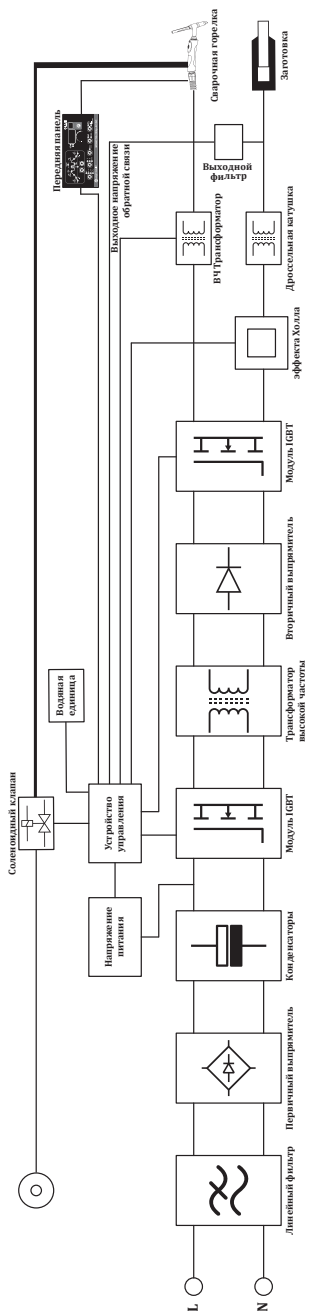 Соленоидный клапан
Передняя панель
Сварочная горелка
Заготовка
Выходное напряжение
обратной связи
Выходной
фильтр
Водяная
единица
Устройство
управления
Напряжение
питания
L
N
Линейный фильтр
Первичный выпрямитель
Конденсаторы
Модуль IGBT
Трансформатор
высокой частоты
Вторичный выпрямитель
Модуль IGBT
эффекта Холла
ВЧ Трансформатор
Дроссельная катушка